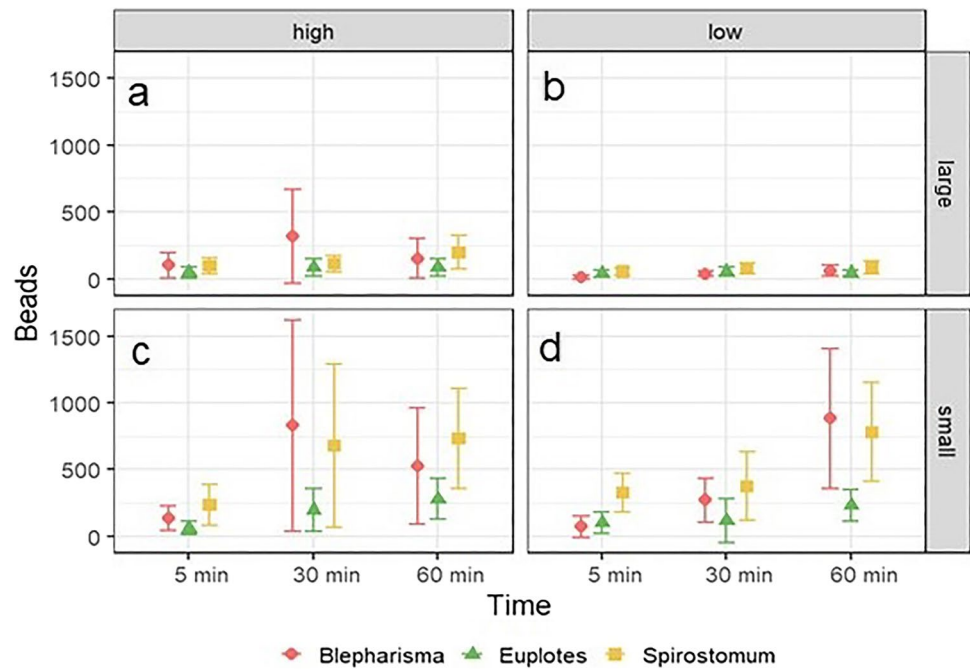 high low
a b
1500
1000
500
0
large
c d
1500
1000
500
0
small
Beads
5 min 30 min 60 min 5 min 30 min 60 min
Time
Blepharisma Euplotes Spirostomum